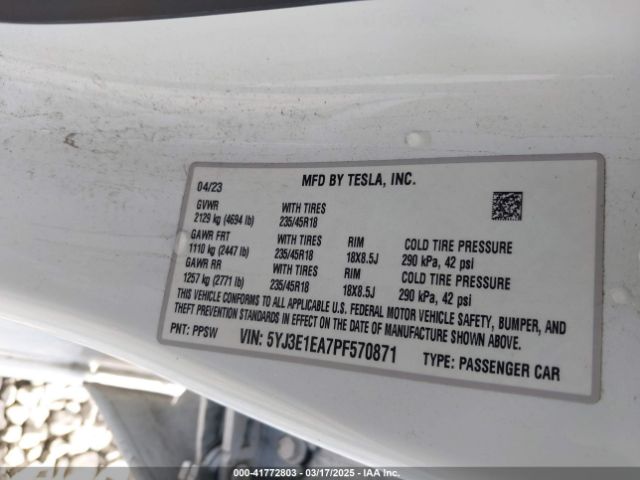 04/23 MFD BY TESLA, INC.
GVWR WITH TIRES
2129 kg (4694 lb) 235/45R18
GAWR FRT WITH TIRES RIM COLD TIRE PRESSURE
1110 kg (2447 lb) 235/45R18 18X8.5J 290 kPa, 42 psi
GAWR RR WITH TIRES RIM COLD TIRE PRESSURE
1257 kg (2771 lb) 235/45R18 18X8.5J 290 kPa, 42 psi
THIS VEHICLE CONFORMS TO ALL APPLICABLE U.S. FEDERAL MOTOR VEHICLE SAFETY, BUMPER, AND
THEFT PREVENTION STANDARDS IN EFFECT ON THE DATE OF MANUFACTURE SHOWN ABOVE.
PNT: PPSW VIN: 5YJ3E1EA7PF570871 TYPE: PASSENGER CAR
000-41772803 - 03/17/2025 - IAA Inc.